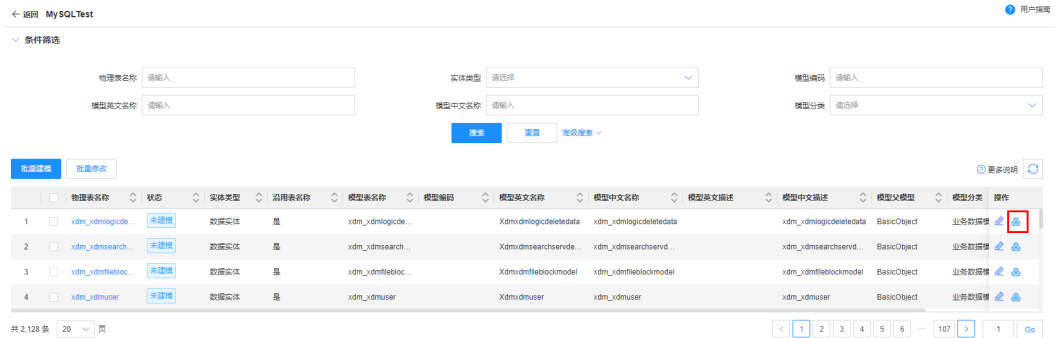 ← 返回 MySQLTest
? 用户指南
条件筛选
物理表名称 请输入 实体类型 请选择 模型编码 请输入
模型英文名称 请输入 模型中文名称 请输入 模型分类 请选择
搜索 重置 高级搜索
批量建模 批量修改 ? 更多说明
物理表名称 状态 实体类型 沿用表名称 模型表名称 模型编码 模型英文名称 模型中文名称 模型英文描述 模型中文描述 模型父模型 模型分类 操作
1 xdm_xdmlogicde... 未建模 数据实体 是 xdm_xdmlogicde... Xdmxdmlogicdeletedata xdm_xdmlogicdeletedata xdm_xdmlogicdeletedata BasicObject 业务数据模
2 xdm_xdmsearch... 未建模 数据实体 是 xdm_xdmsearch... Xdmxdmsearchservde... xdm_xdmsearchservd... xdm_xdmsearchservd... BasicObject 业务数据模
3 xdm_xdmfilebloc... 未建模 数据实体 是 xdm_xdmfilebloc... Xdmxdmfileblockmodel xdm_xdmfileblockmodel xdm_xdmfileblockmodel BasicObject 业务数据模
4 xdm_xdmuser 未建模 数据实体 是 xdm_xdmuser Xdmxdmuser xdm_xdmuser xdm_xdmuser BasicObject 业务数据模
共 2,128 条 20 页 < 1 2 3 4 5 6 ... 107 > 1 Go